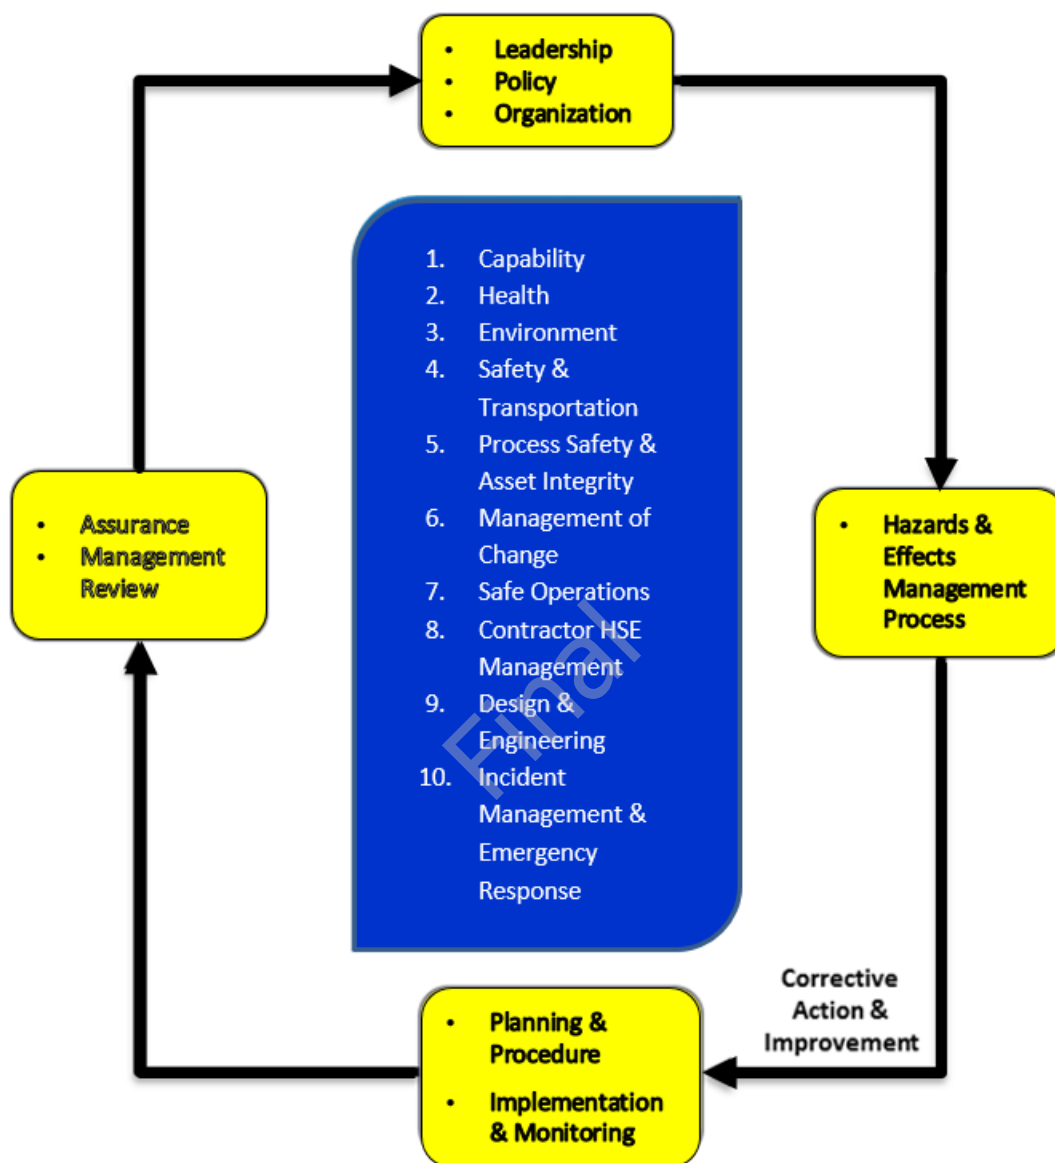 • Leadership
• Policy
• Organization
1. Capability
2. Health
3. Environment
4. Safety &
Transportation
5. Process Safety &
Asset Integrity
6. Management of
Change
7. Safe Operations
8. Contractor HSE
Management
9. Design &
Engineering
10. Incident
Management &
Emergency
Response
Final
• Assurance
• Management
Review
• Hazards &
Effects
Management
Process
Corrective
Action &
Improvement
• Planning &
Procedure
• Implementation
& Monitoring